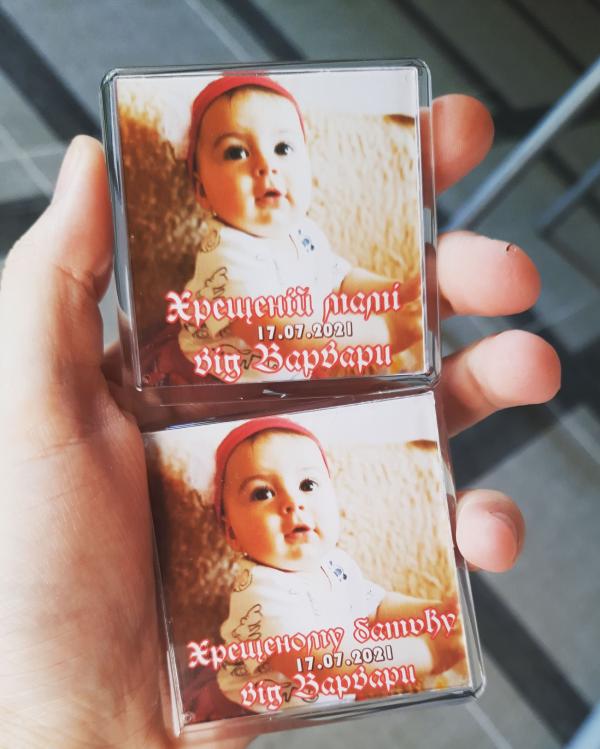 Хрещеній мамі
17.07.2021
від Варвари
Хрещеному батьку
17.07.2021
від Варвари